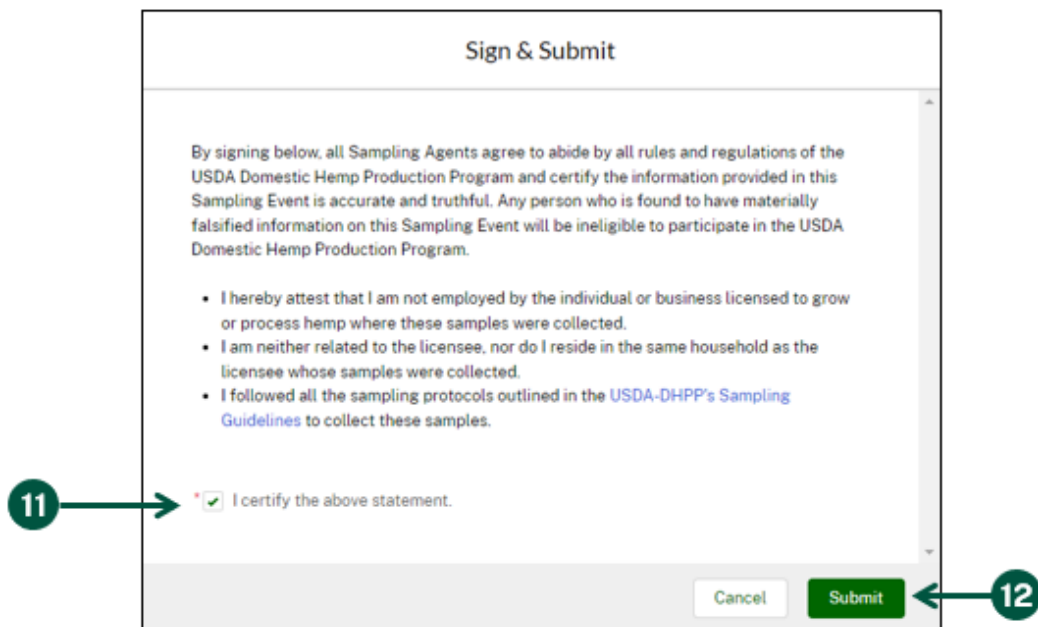 Sign & Submit
By signing below, all Sampling Agents agree to abide by all rules and regulations of the
USDA Domestic Hemp Production Program and certify the information provided in this
Sampling Event is accurate and truthful. Any person who is found to have materially
falsified information on this Sampling Event will be ineligible to participate in the USDA
Domestic Hemp Production Program.
• I hereby attest that I am not employed by the individual or business licensed to grow
or process hemp where these samples were collected.
• I am neither related to the licensee, nor do I reside in the same household as the
licensee whose samples were collected.
• I followed all the sampling protocols outlined in the USDA-DHPP's Sampling
Guidelines to collect these samples.
11
* I certify the above statement.
Cancel
Submit
12